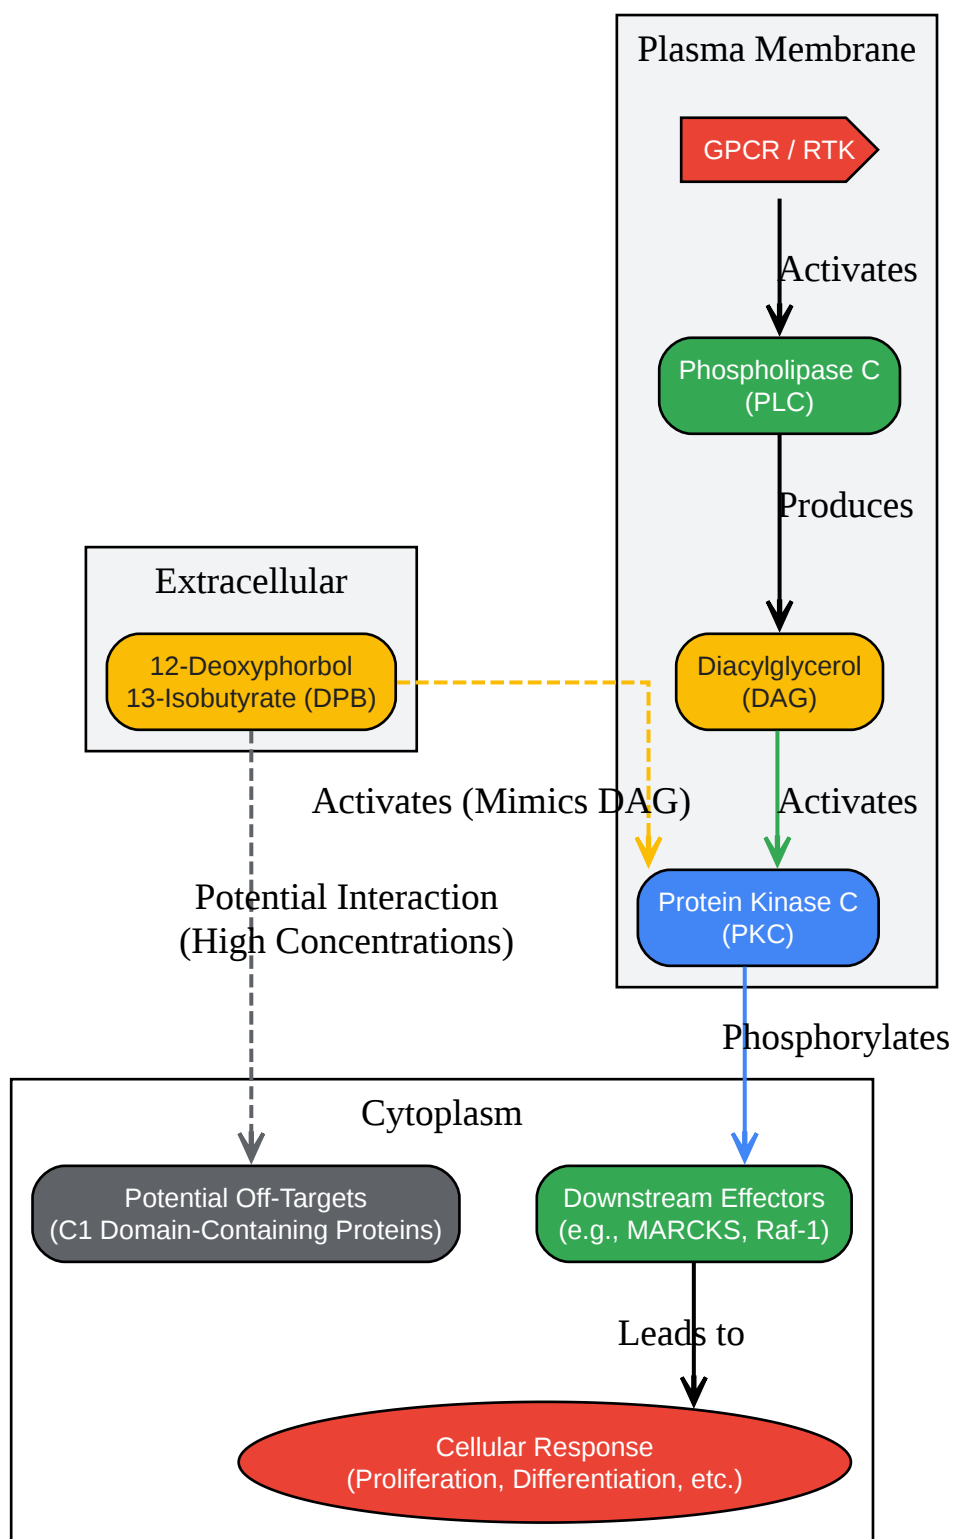 Plasma Membrane
GPCR / RTK
Activates
Phospholipase C
(PLC)
Produces
Extracellular
12-Deoxyphorbol
13-Isobutyrate (DPB)
Diacylglycerol
(DAG)
Activates (Mimics DAG)
Activates
Potential Interaction
(High Concentrations)
Protein Kinase C
(PKC)
Phosphorylates
Cytoplasm
Potential Off-Targets
(C1 Domain-Containing Proteins)
Downstream Effectors
(e.g., MARCKS, Raf-1)
Leads to
Cellular Response
(Proliferation, Differentiation, etc.)